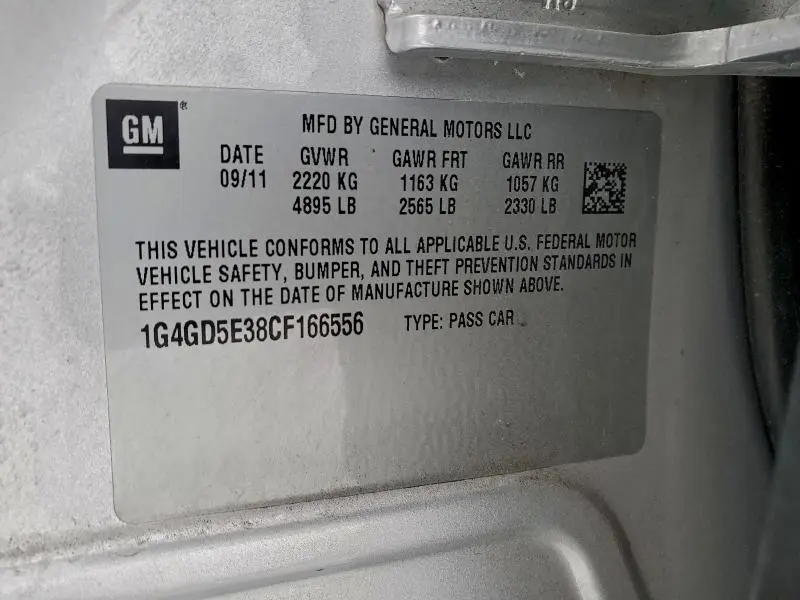 GM ®
MFD BY GENERAL MOTORS LLC
DATE GVWR GAWR FRT GAWR RR
09/11 2220 KG 1163 KG 1057 KG
4895 LB 2565 LB 2330 LB
THIS VEHICLE CONFORMS TO ALL APPLICABLE U.S. FEDERAL MOTOR
VEHICLE SAFETY, BUMPER, AND THEFT PREVENTION STANDARDS IN
EFFECT ON THE DATE OF MANUFACTURE SHOWN ABOVE.
1G4GD5E38CF166556 TYPE: PASS CAR